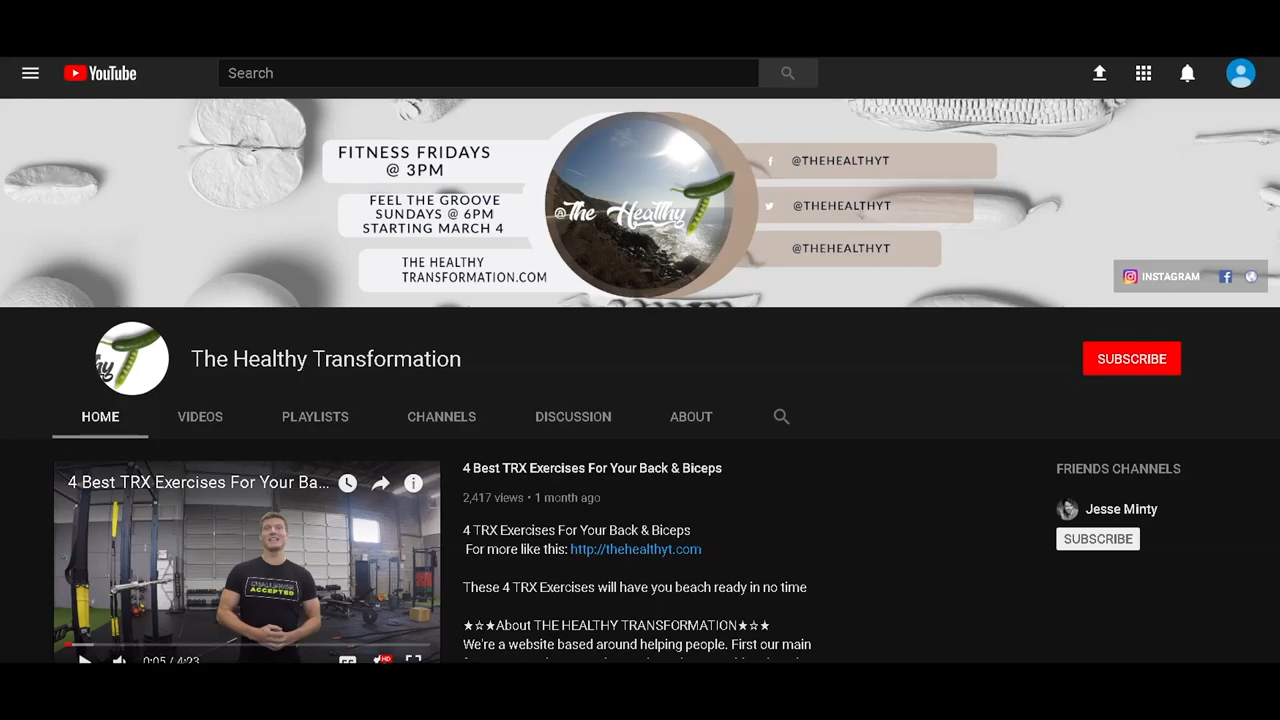 YouTube
Search
FITNESS FRIDAYS
@ 3PM
FEEL THE GROOVE
SUNDAYS @ 6PM
STARTING MARCH 4
THE HEALTHY
TRANSFORMATION.COM
@The Healthy T
@THEHEALTHYT
@THEHEALTHYT
@THEHEALTHYT
INSTAGRAM
The Healthy Transformation
SUBSCRIBE
HOME
VIDEOS
PLAYLISTS
CHANNELS
DISCUSSION
ABOUT
4 Best TRX Exercises For Your Ba...
ACCEPTED
0:05 / 4:23
CC
HD
4 Best TRX Exercises For Your Back & Biceps
2,417 views • 1 month ago
4 TRX Exercises For Your Back & Biceps
For more like this: http://thehealthyt.com
These 4 TRX Exercises will have you beach ready in no time
★☆★About THE HEALTHY TRANSFORMATION★☆★
We're a website based around helping people. First our main
FRIENDS CHANNELS
Jesse Minty
SUBSCRIBE